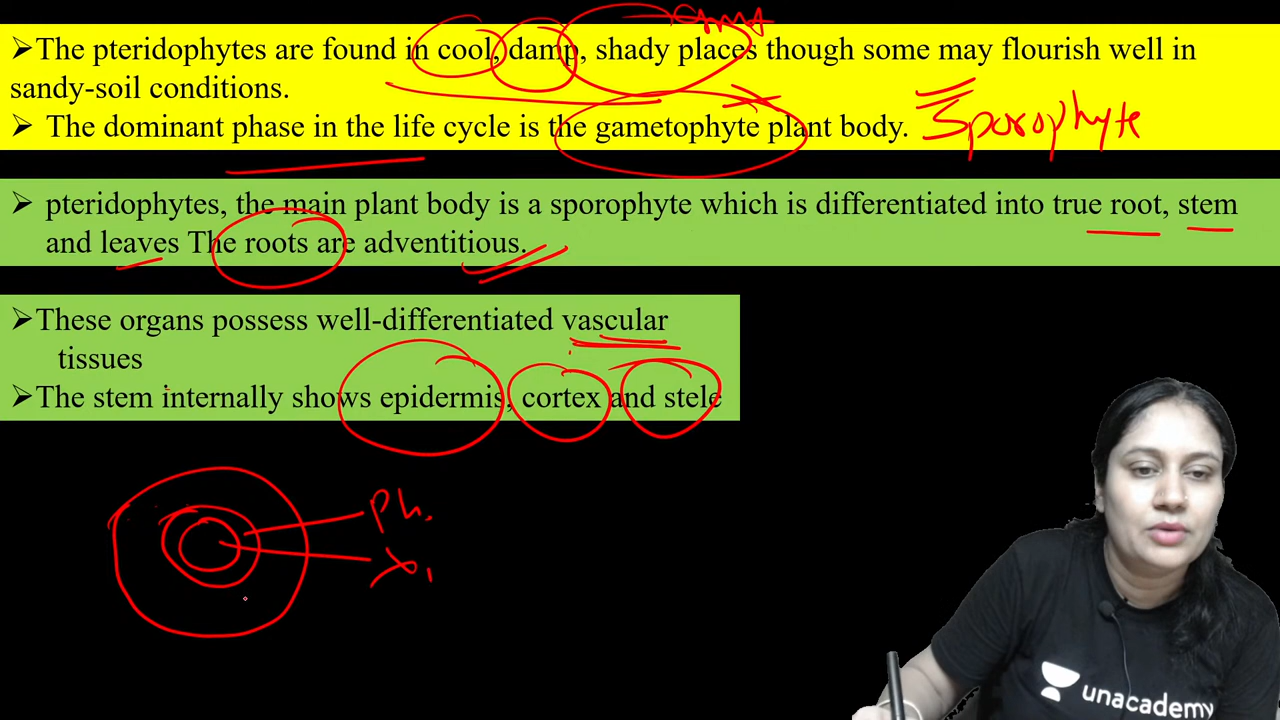 ➢The pteridophytes are found in cool, damp, shady places though some may flourish well in
sandy-soil conditions.
➢ The dominant phase in the life cycle is the gametophyte plant body. Sporophyte
➢ pteridophytes, the main plant body is a sporophyte which is differentiated into true root, stem
and leaves The roots are adventitious.
➢These organs possess well-differentiated vascular
tissues
➢The stem internally shows epidermis, cortex and stele
Ph.
unacademy